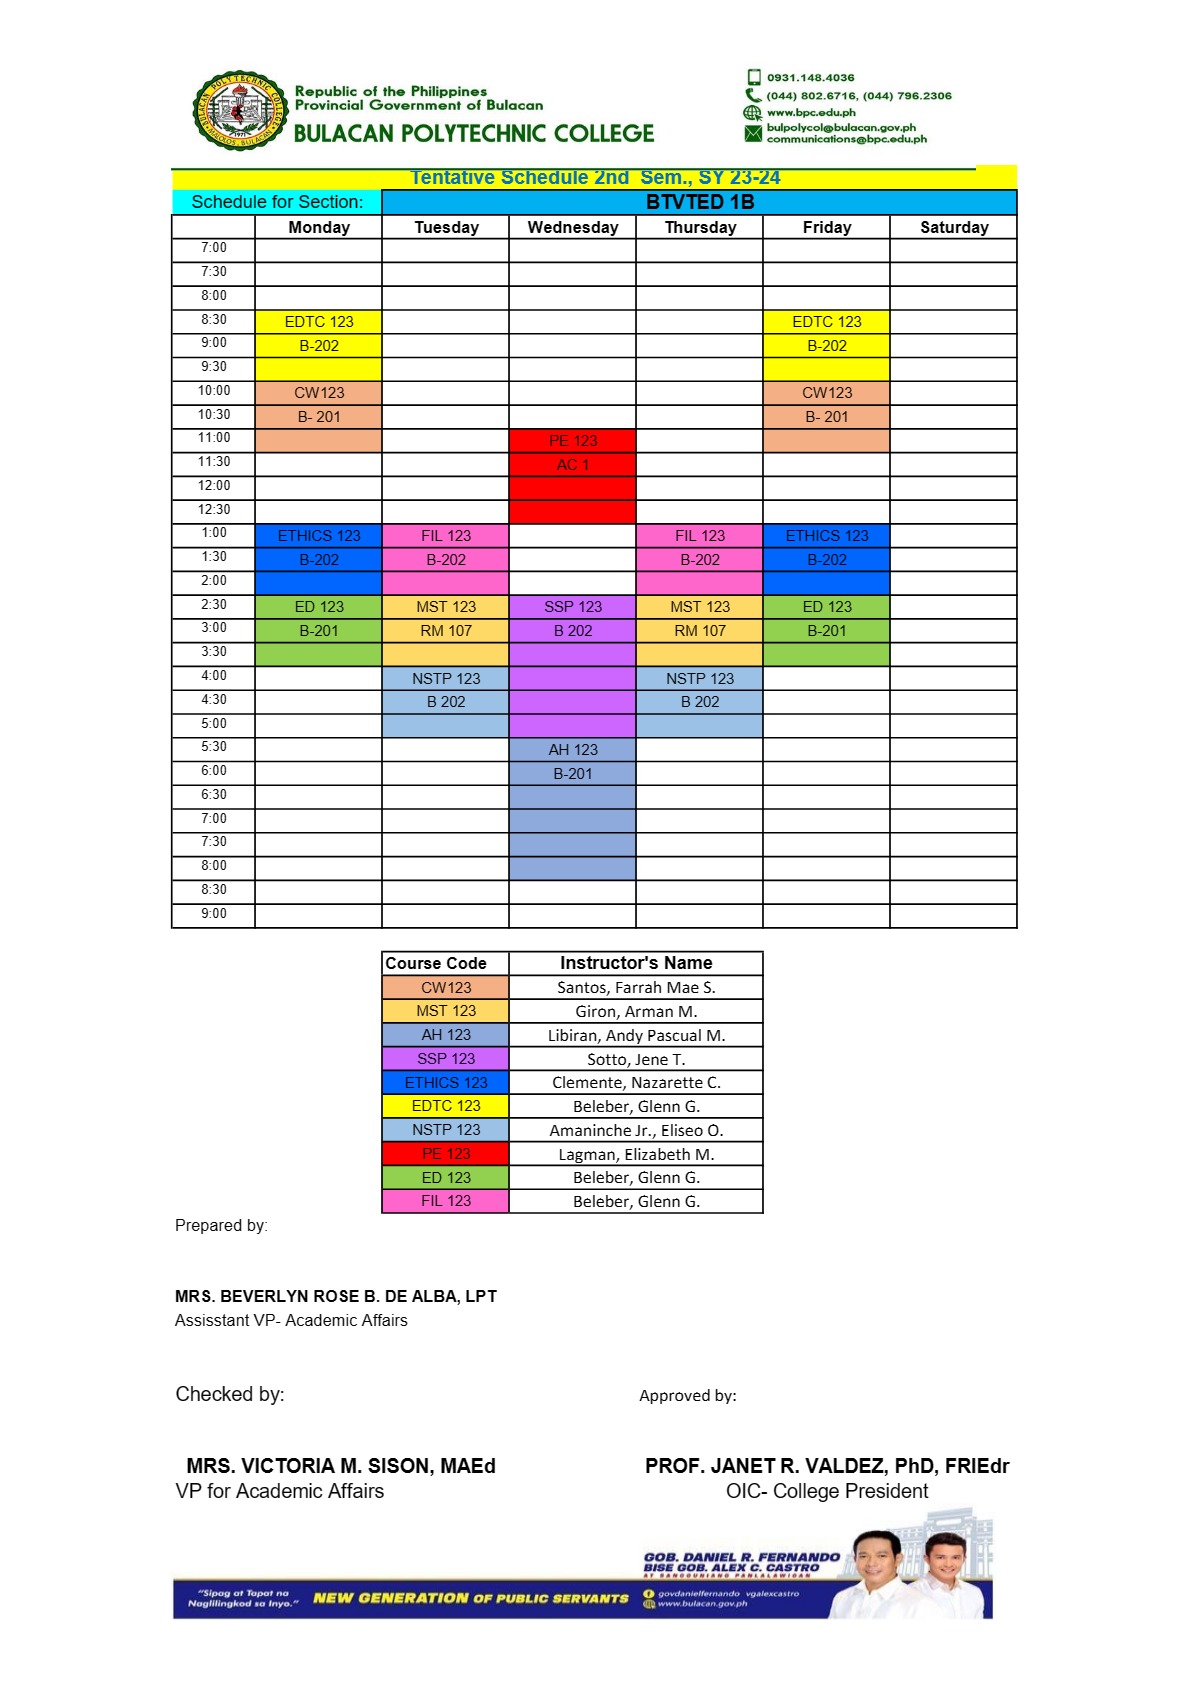 BULACAN POLYTECHNIC COLLEGE
1971
MALOLOS, BULACAN
Republic of the Philippines
Provincial Government of Bulacan
BULACAN POLYTECHNIC COLLEGE
0931.148.4036
(044) 802.6716, (044) 796.2306
www.bpc.edu.ph
bulpolycol@bulacan.gov.ph
communications@bpc.edu.ph
Tentative Schedule 2nd Sem., SY 23-24
Schedule for Section: BTVTED 1B
Monday Tuesday Wednesday Thursday Friday Saturday
7:00
7:30
8:00
8:30 EDTC 123 EDTC 123
9:00 B-202 B-202
9:30
10:00 CW123 CW123
10:30 B- 201 B- 201
11:00 PE 123
11:30 AC 1
12:00
12:30
1:00 ETHICS 123 FIL 123 FIL 123 ETHICS 123
1:30 B-202 B-202 B-202 B-202
2:00
2:30 ED 123 MST 123 SSP 123 MST 123 ED 123
3:00 B-201 RM 107 B 202 RM 107 B-201
3:30
4:00 NSTP 123 NSTP 123
4:30 B 202 B 202
5:00
5:30 AH 123
6:00 B-201
6:30
7:00
7:30
8:00
8:30
9:00
Course Code Instructor's Name
CW123 Santos, Farrah Mae S.
MST 123 Giron, Arman M.
AH 123 Libiran, Andy Pascual M.
SSP 123 Sotto, Jene T.
ETHICS 123 Clemente, Nazarette C.
EDTC 123 Beleber, Glenn G.
NSTP 123 Amaninche Jr., Eliseo O.
PE 123 Lagman, Elizabeth M.
ED 123 Beleber, Glenn G.
FIL 123 Beleber, Glenn G.
Prepared by:
MRS. BEVERLYN ROSE B. DE ALBA, LPT
Assisstant VP- Academic Affairs
Checked by: Approved by:
MRS. VICTORIA M. SISON, MAEd PROF. JANET R. VALDEZ, PhD, FRIEdr
VP for Academic Affairs OIC- College President
GOB. DANIEL R. FERNANDO
BISE GOB. ALEX C. CASTRO
AT SANGGUNIANG PANLALAWIGAN
"Sipag at Tapat na
Naglilingkod sa Inyo."
NEW GENERATION OF PUBLIC SERVANTS
govdanielfernando vgalexcastro
www.bulacan.gov.ph